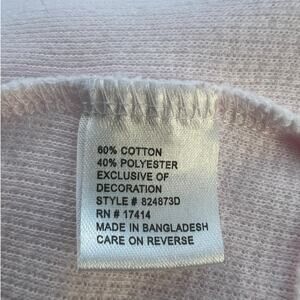 60% COTTON
40% POLYESTER
EXCLUSIVE OF
DECORATION
STYLE # 824873D
RN # 17414
MADE IN BANGLADESH
CARE ON REVERSE